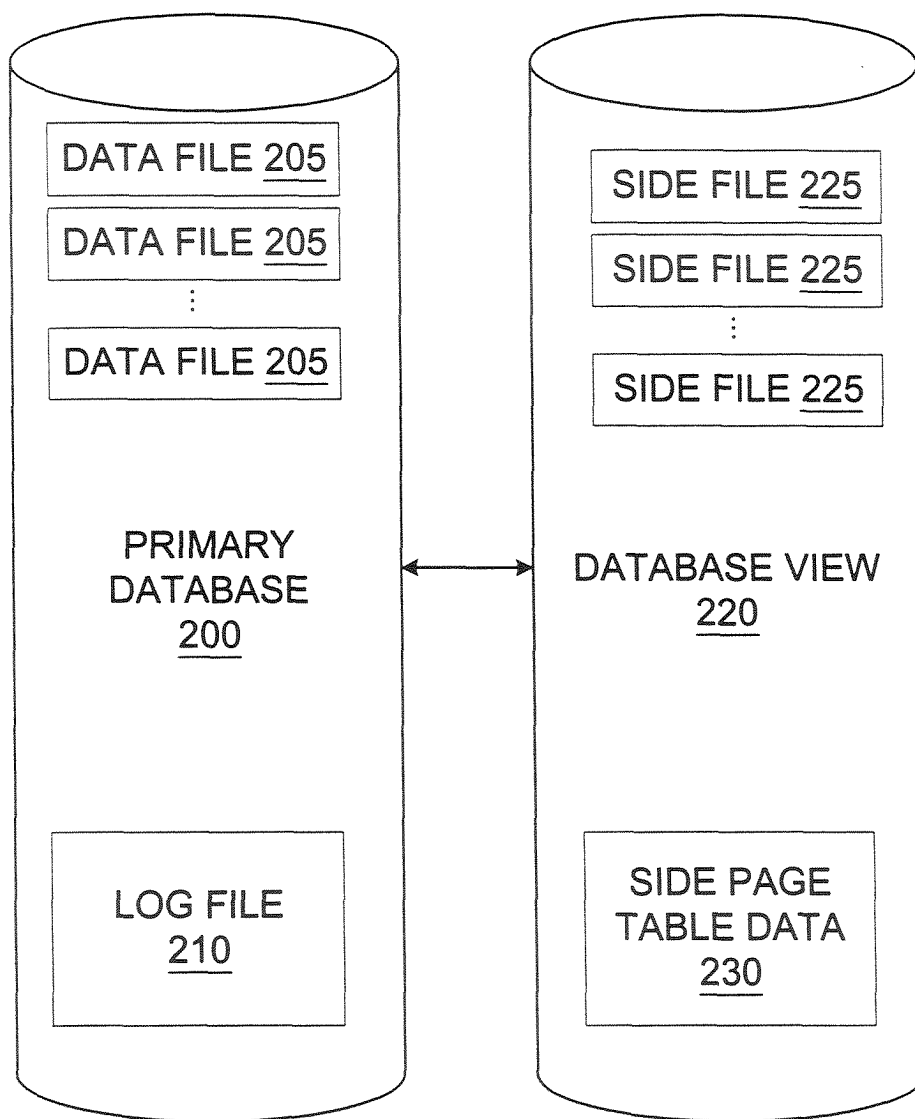 DATA FILE 205
DATA FILE 205
⋮
DATA FILE 205
PRIMARY
DATABASE
200
LOG FILE
210
SIDE FILE 225
SIDE FILE 225
⋮
SIDE FILE 225
DATABASE VIEW
220
SIDE PAGE
TABLE DATA
230